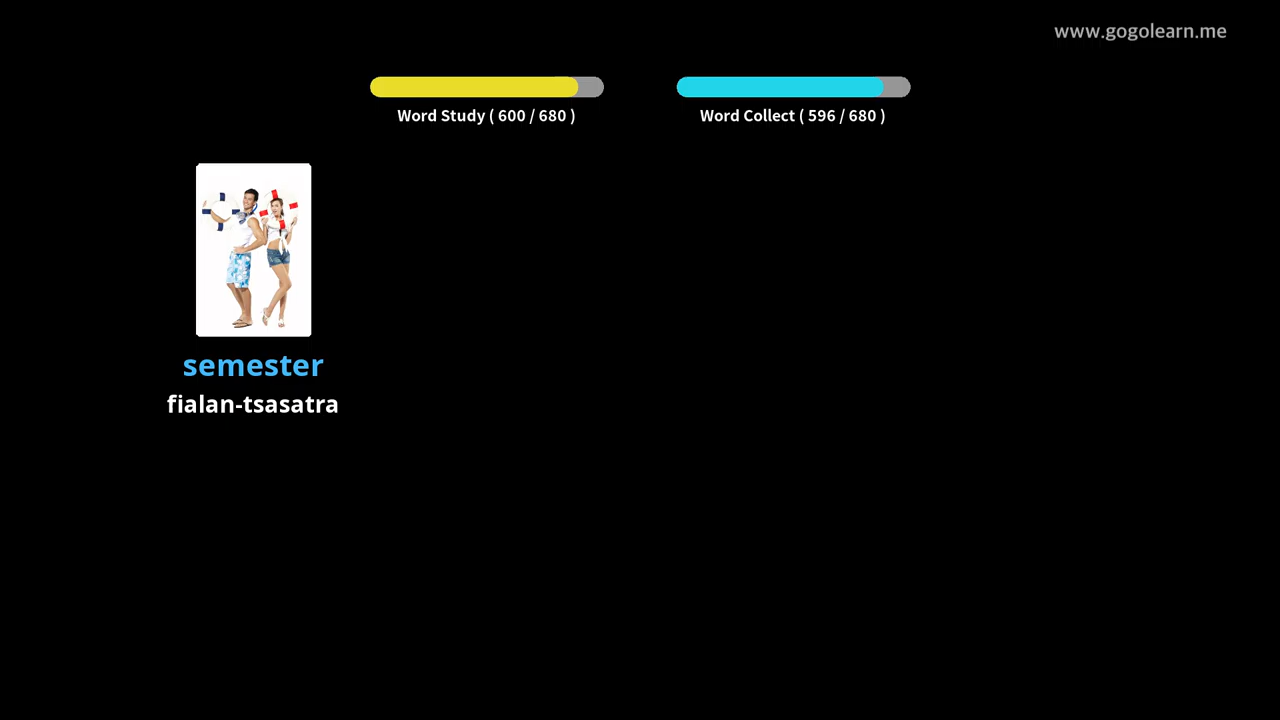 www.gogolearn.me
Word Study ( 600 / 680 )
Word Collect ( 596 / 680 )
semester
fialan-tsasatra